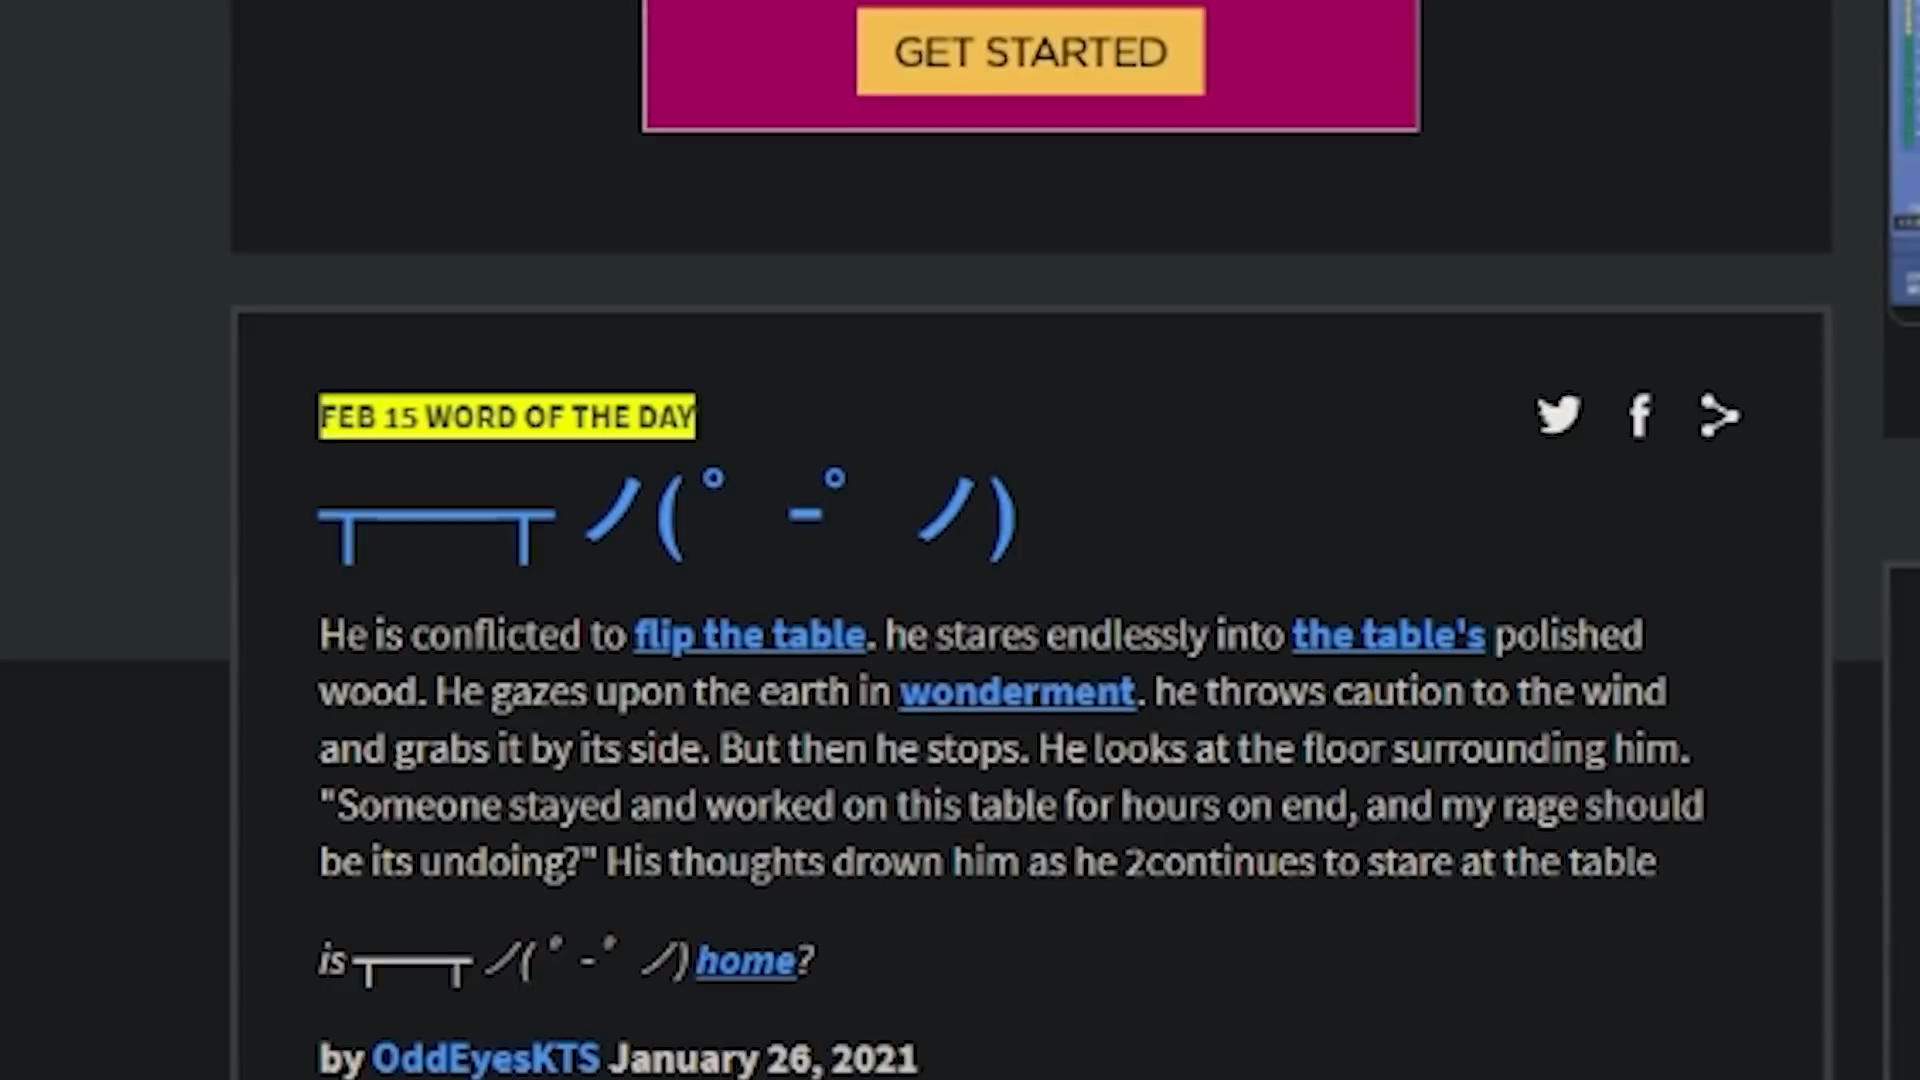 GET STARTED
FEB 15 WORD OF THE DAY
┬──┬ ノ( ゜-゜ノ)
He is conflicted to flip the table. he stares endlessly into the table's polished
wood. He gazes upon the earth in wonderment. he throws caution to the wind
and grabs it by its side. But then he stops. He looks at the floor surrounding him.
"Someone stayed and worked on this table for hours on end, and my rage should
be its undoing?" His thoughts drown him as he 2continues to stare at the table
is ┬──┬ ノ( ゜-゜ノ) home?
by OddEyesKTS January 26, 2021